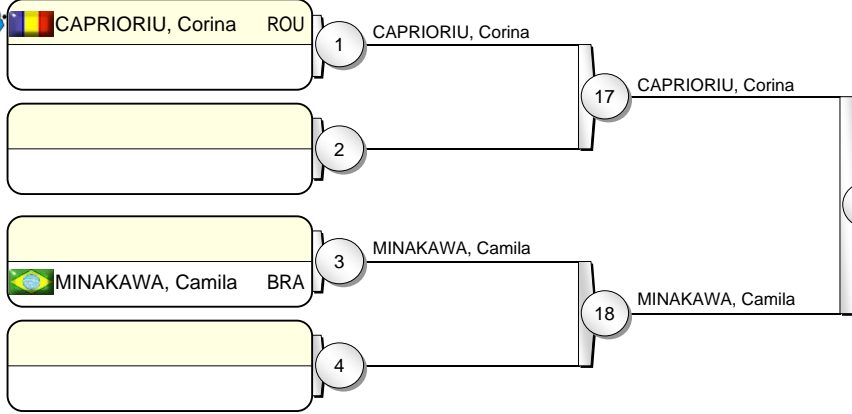 CAPRIORIU, Corina ROU
1
CAPRIORIU, Corina
17
CAPRIORIU, Corina
2
3
MINAKAWA, Camila
MINAKAWA, Camila BRA
18
MINAKAWA, Camila
4